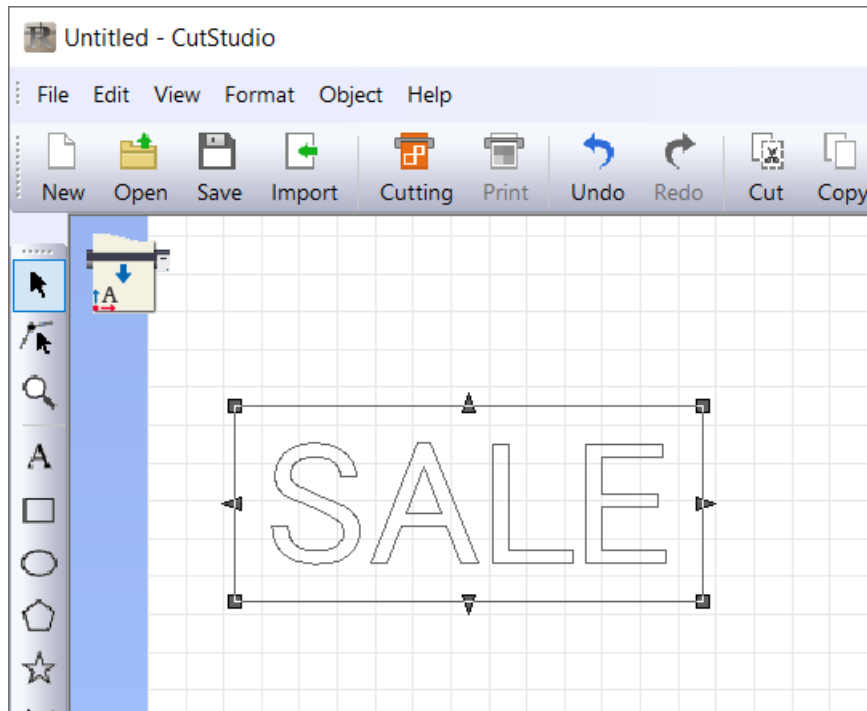 Untitled - CutStudio
File Edit View Format Object Help
New Open Save Import Cutting Print Undo Redo Cut Copy
A
A
SALE